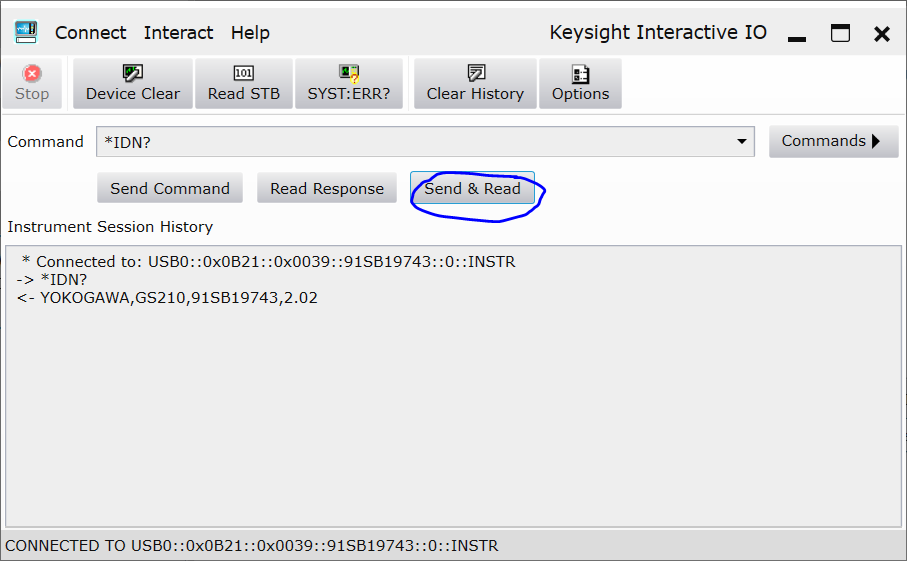 Connect Interact Help Keysight Interactive IO
Stop Device Clear 101 Read STB SYST:ERR? Clear History Options
Command *IDN? Commands
Send Command Read Response Send & Read
Instrument Session History
* Connected to: USB0::0x0B21::0x0039::91SB19743::0::INSTR
-> *IDN?
<- YOKOGAWA,GS210,91SB19743,2.02
CONNECTED TO USB0::0x0B21::0x0039::91SB19743::0::INSTR